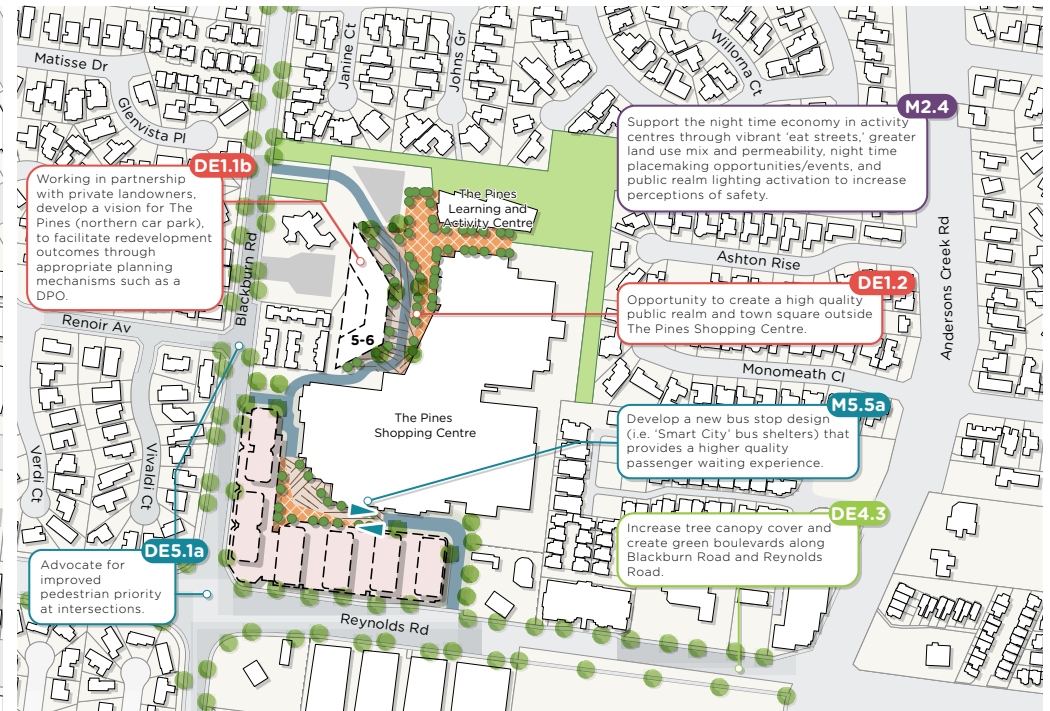 Matisse Dr
Glenvista Pl
Janine Ct
Johns Gr
Willorna Ct
M2.4
Support the night time economy in activity
centres through vibrant ‘eat streets,’ greater
land use mix and permeability, night time
placemaking opportunities/events, and
public realm lighting activation to increase
perceptions of safety.
DE1.1b
Working in partnership
with private landowners,
develop a vision for The
Pines (northern car park),
to facilitate redevelopment
outcomes through
appropriate planning
mechanisms such as a
DPO.
The Pines
Learning and
Activity Centre
Blackburn Rd
Renoir Av
5-6
Ashton Rise
Andersons Creek Rd
DE1.2
Opportunity to create a high quality
public realm and town square outside
The Pines Shopping Centre.
Monomeath Cl
The Pines
Shopping Centre
M5.5a
Develop a new bus stop design
(i.e. ‘Smart City’ bus shelters) that
provides a higher quality
passenger waiting experience.
Verdi Ct
Vivaldi Ct
DE4.3
Increase tree canopy cover and
create green boulevards along
Blackburn Road and Reynolds
Road.
DE5.1a
Advocate for
improved
pedestrian priority
at intersections.
Reynolds Rd